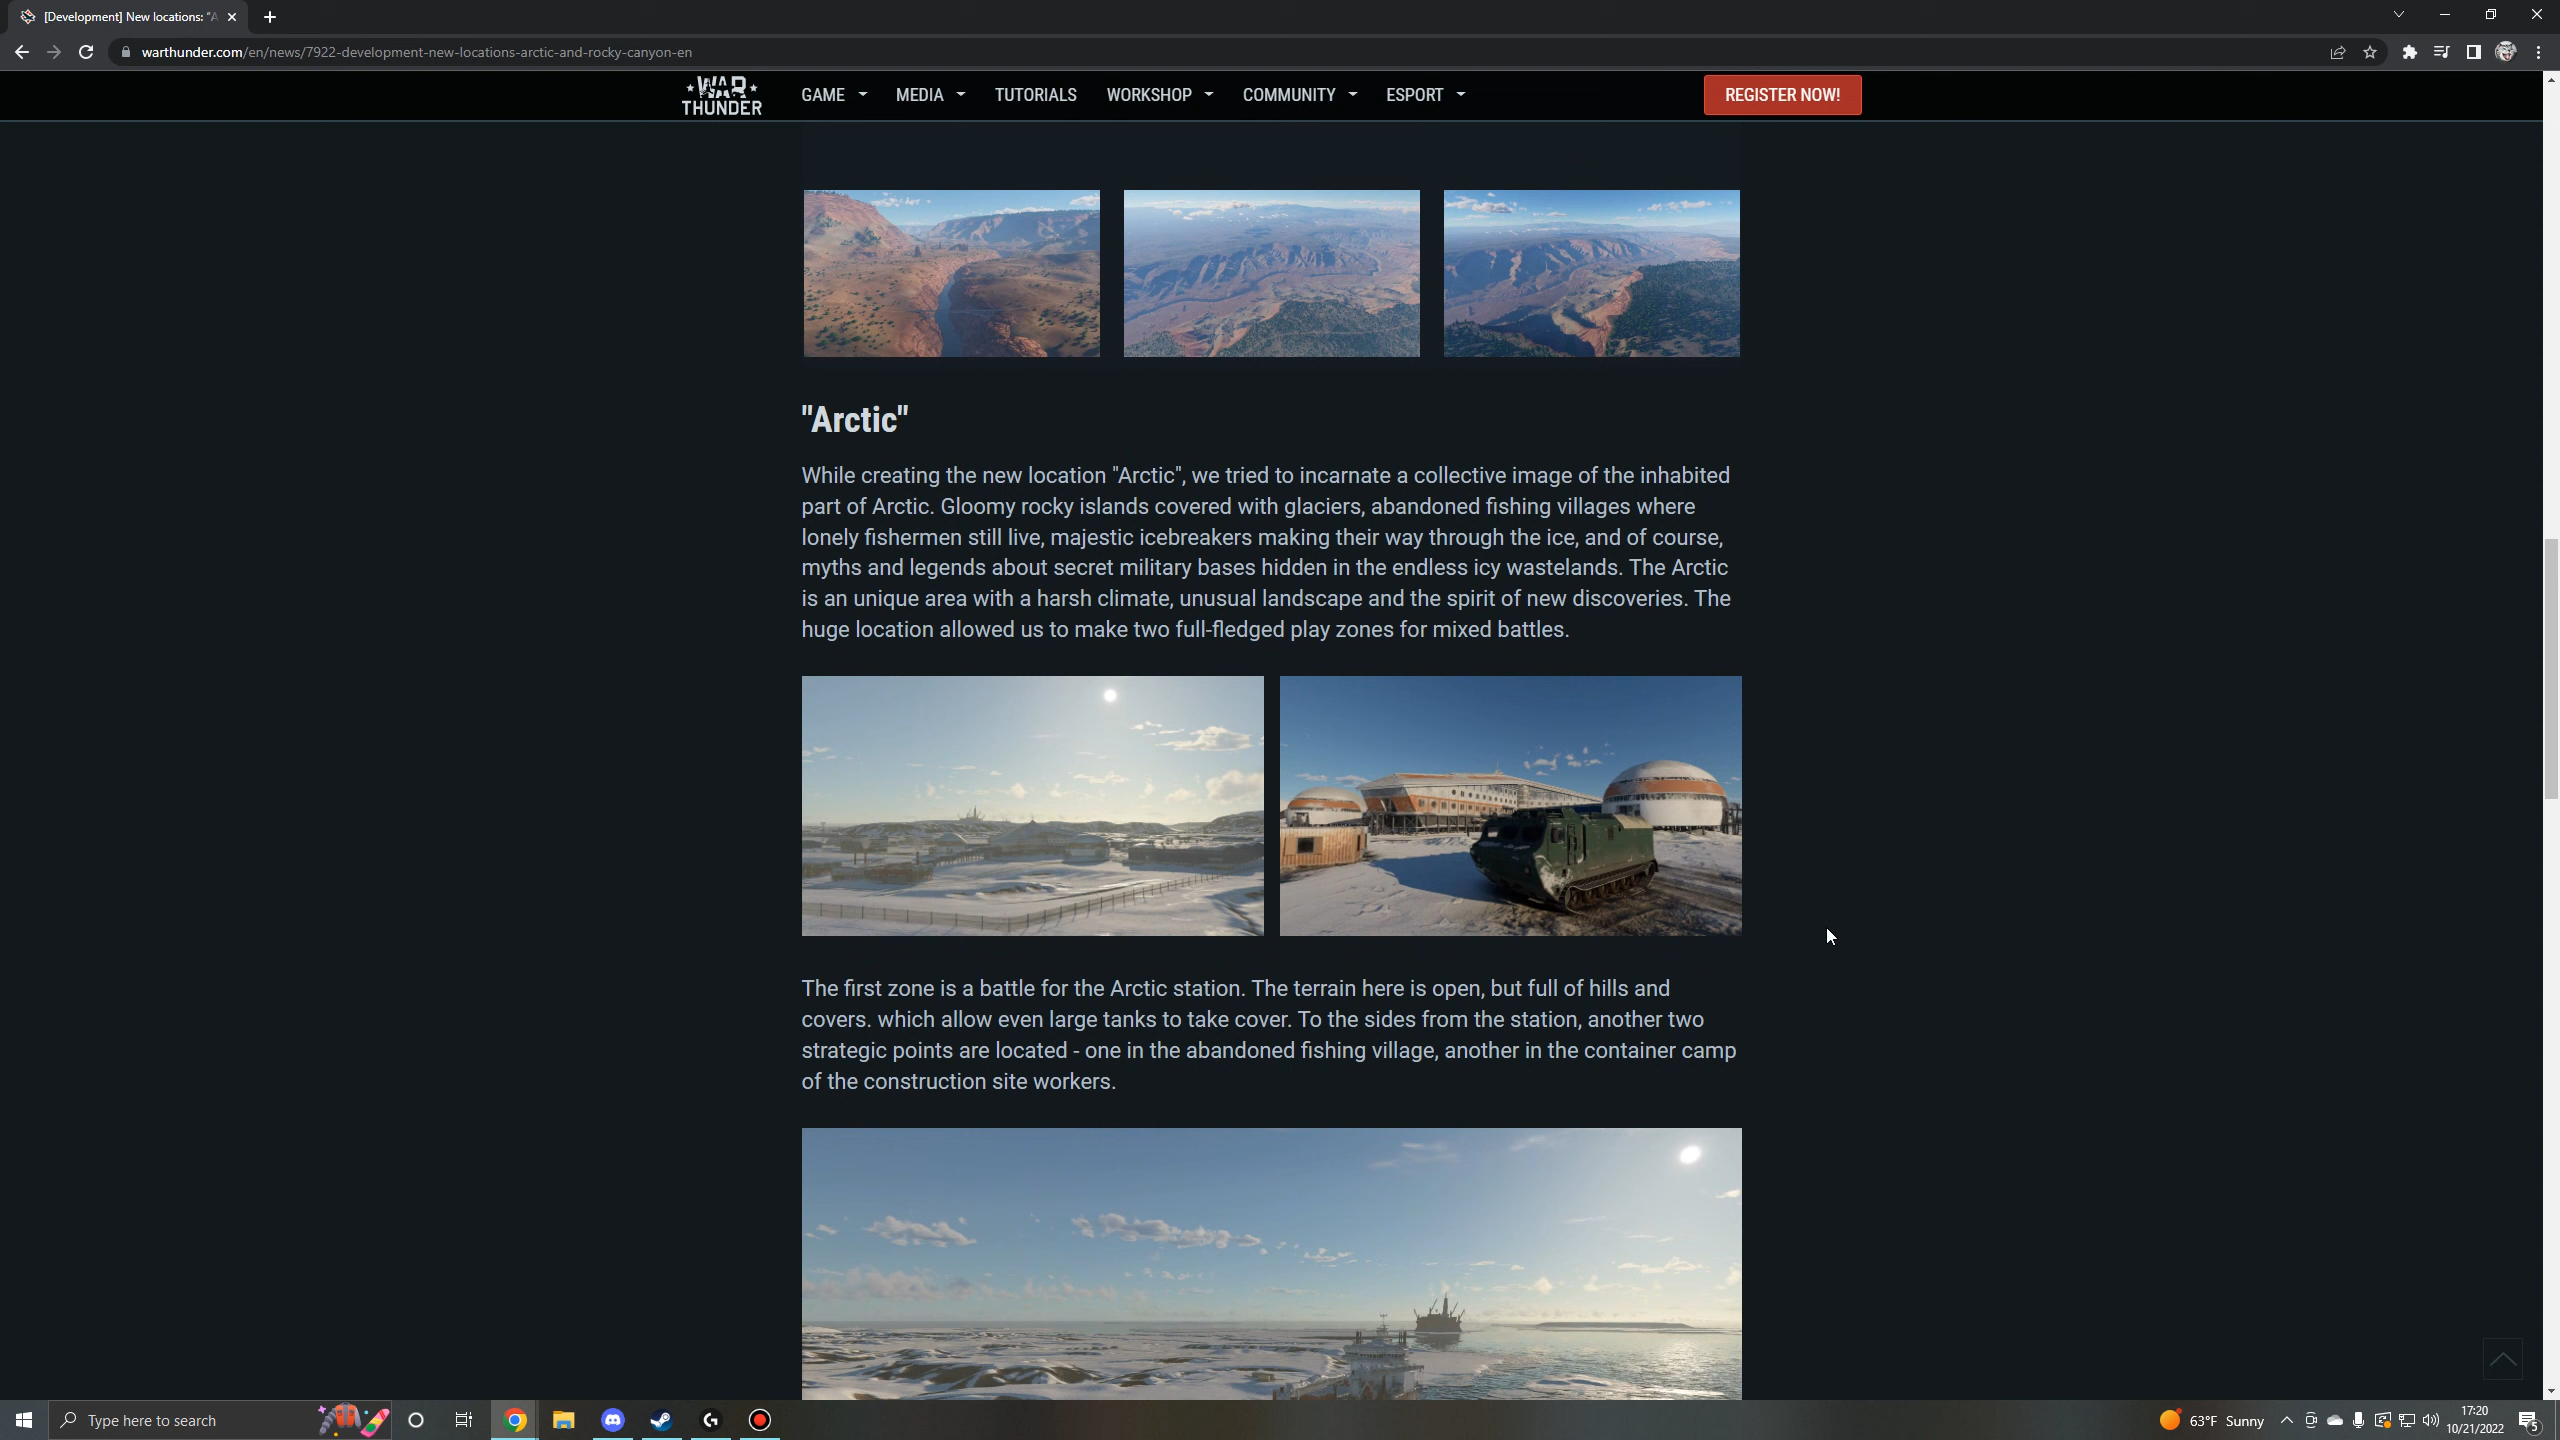 [Development] New locations: "A
warthunder.com/en/news/7922-development-new-locations-arctic-and-rocky-canyon-en
WAR
THUNDER
GAME
MEDIA
TUTORIALS
WORKSHOP
COMMUNITY
ESPORT
REGISTER NOW!
"Arctic"
While creating the new location "Arctic", we tried to incarnate a collective image of the inhabited
part of Arctic. Gloomy rocky islands covered with glaciers, abandoned fishing villages where
lonely fishermen still live, majestic icebreakers making their way through the ice, and of course,
myths and legends about secret military bases hidden in the endless icy wastelands. The Arctic
is an unique area with a harsh climate, unusual landscape and the spirit of new discoveries. The
huge location allowed us to make two full-fledged play zones for mixed battles.
The first zone is a battle for the Arctic station. The terrain here is open, but full of hills and
covers. which allow even large tanks to take cover. To the sides from the station, another two
strategic points are located - one in the abandoned fishing village, another in the container camp
of the construction site workers.
Type here to search
63°F Sunny
17:20
10/21/2022
5